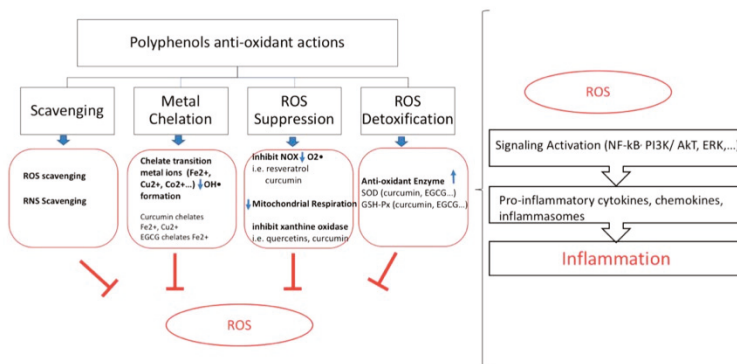 Polyphenols anti-oxidant actions
Scavenging
Metal
Chelation
ROS
Suppression
ROS
Detoxification
ROS scavenging
RNS Scavenging
Chelate transition
metal ions (Fe2+,
Cu2+, Co2+...) ↓OH•
formation
Curcumin chelates
Fe2+, Cu2+
EGCG chelates Fe2+
Inhibit NOX↓ O2•
i.e. resveratrol
curcumin
↓Mitochondrial Respiration
inhibit xanthine oxidase
i.e. quercetins, curcumin
Anti-oxidant Enzyme ↑
SOD (curcumin, EGCG...)
GSH-Px (curcumin, EGCG...)
ROS
ROS
Signaling Activation (NF-kB· PI3K/ AkT, ERK,...)
Pro-inflammatory cytokines, chemokines,
inflammasomes
Inflammation